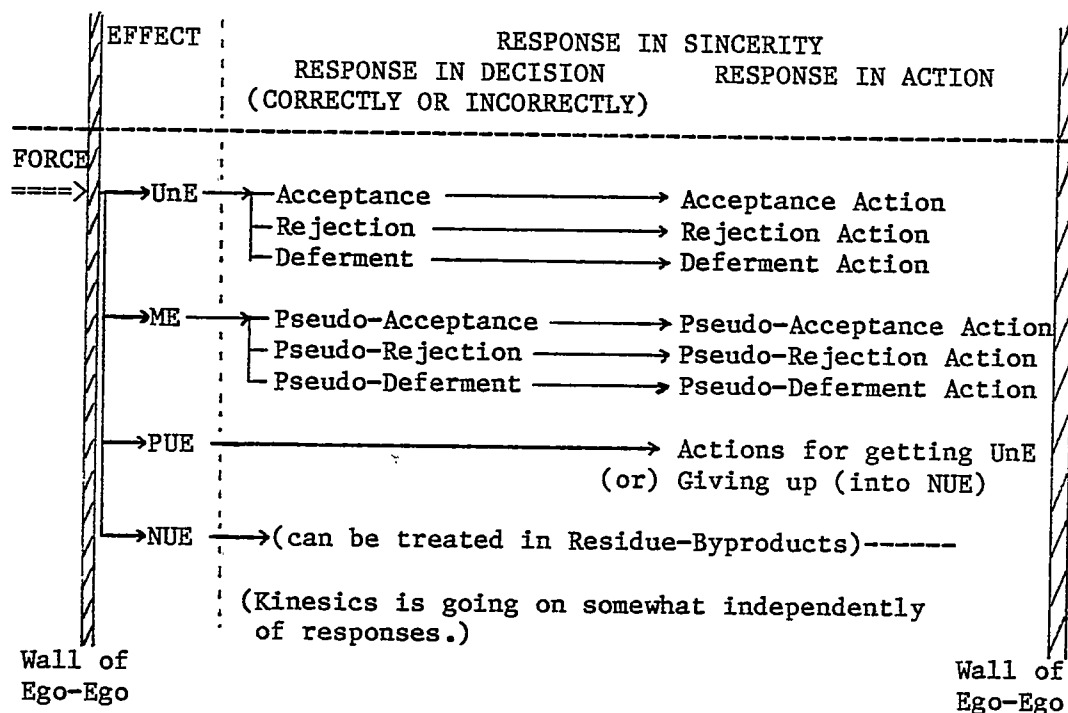 EFFECT
RESPONSE IN SINCERITY
RESPONSE IN DECISION RESPONSE IN ACTION
(CORRECTLY OR INCORRECTLY)
FORCE
UnE Acceptance Acceptance Action
Rejection Rejection Action
Deferment Deferment Action
ME Pseudo-Acceptance Pseudo-Acceptance Action
Pseudo-Rejection Pseudo-Rejection Action
Pseudo-Deferment Pseudo-Deferment Action
PUE Actions for getting UnE
(or) Giving up (into NUE)
NUE (can be treated in Residue-Byproducts)
(Kinesics is going on somewhat independently
of responses.)
Wall of
Ego-Ego
Wall of
Ego-Ego